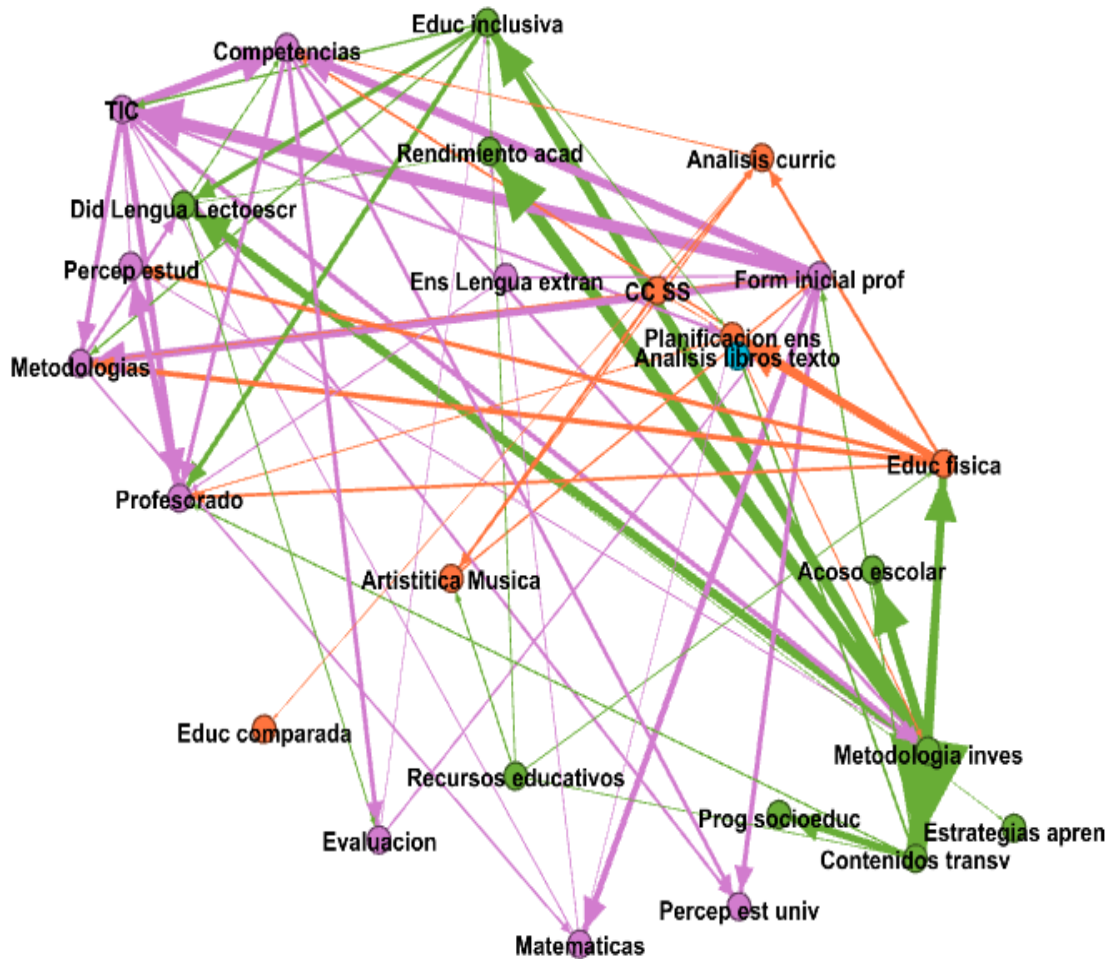 Educ inclusiva
Competencias
TIC
Rendimiento acad
Analisis curric
Did Lengua Lectoescr
Percep estud
Ens Lengua extran
Form inicial prof
CC SS
Planificacion ens
Analisis libros texto
Metodologias
Educ fisica
Profesorado
Acoso escolar
Artistitica Musica
Educ comparada
Metodologia inves
Recursos educativos
Prog socioeduc
Estrategias apren
Evaluacion
Contenidos transv
Percep est univ
Matematicas